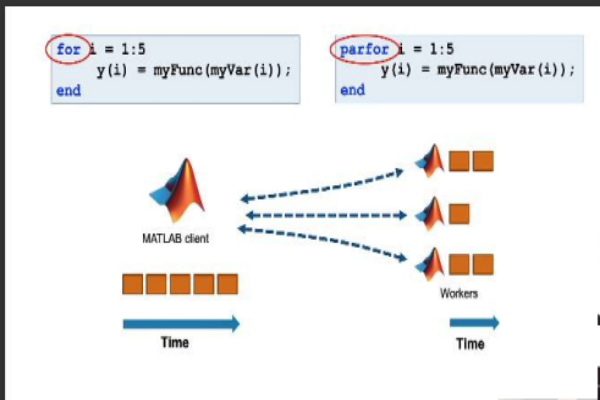 for i = 1:5
y(i) = myFunc(myVar(i));
end
parfor i = 1:5
y(i) = myFunc(myVar(i));
end
MATLAB client
Time
Workers
Time